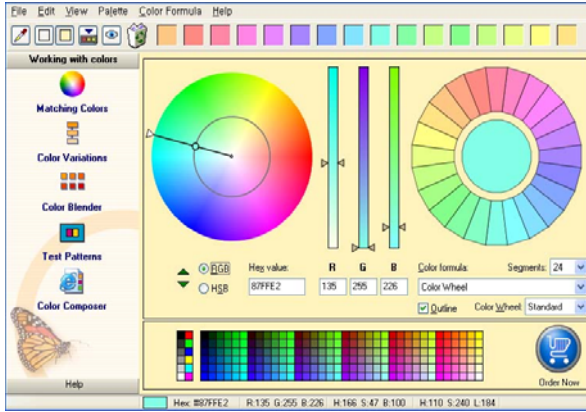 File Edit View Palette Color Formula Help
Working with colors
Matching Colors
Color Variations
Color Blender
Test Patterns
Color Composer
Help
RGB
HSB
Hex value:
87FFE2
R G B
135 255 226
Color formula: Segments: 24
Color Wheel
Outline Color Wheel: Standard
Order Now
Hex: #87FFE2 R:135 G:255 B:226 H:166 S:47 B:100 H:110 S:240 L:184